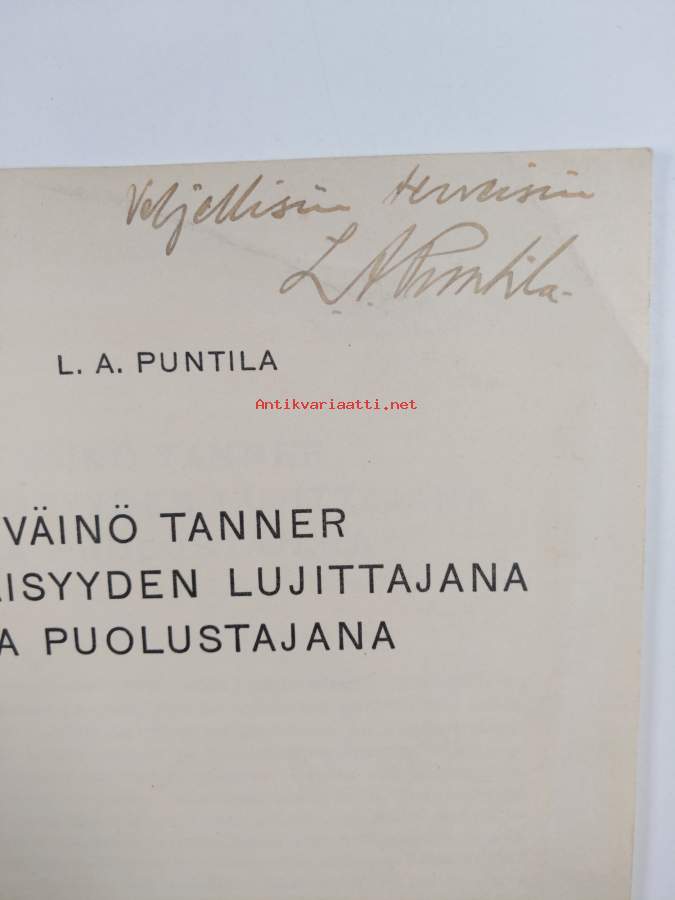 Veljellisin terveisin
L. A. Puntila
L. A. PUNTILA
Antikvariaatti.net
VÄINÖ TANNER
ISYYDEN LUJITTAJANA
A PUOLUSTAJANA